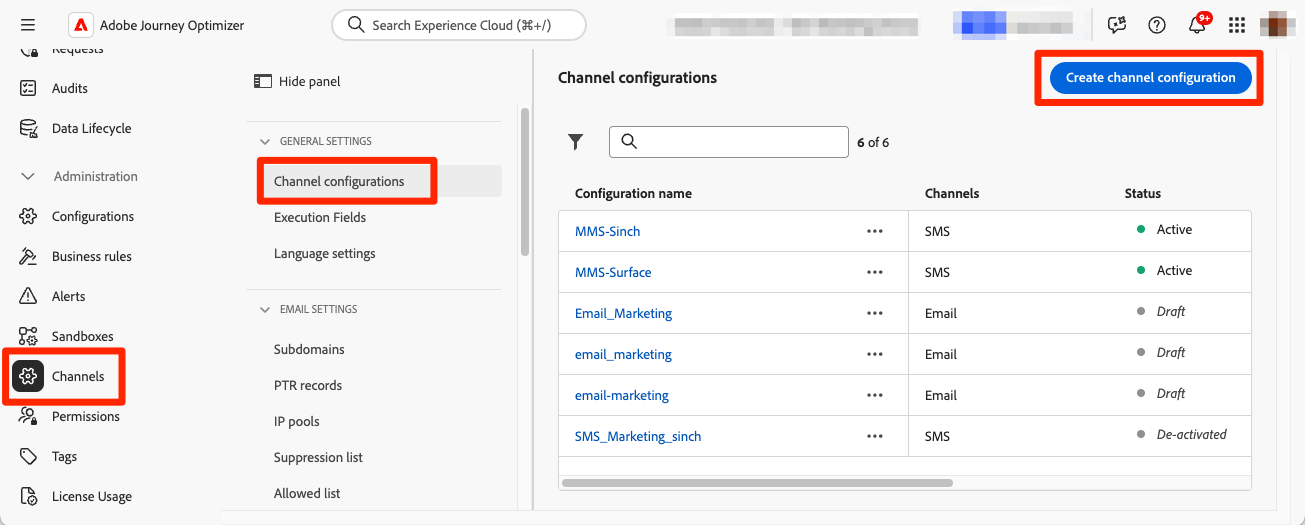 Adobe Journey Optimizer
Search Experience Cloud (⌘+/)
9+
Requests
Audits
Data Lifecycle
Administration
Configurations
Business rules
Alerts
Sandboxes
Channels
Permissions
Tags
License Usage
Hide panel
GENERAL SETTINGS
Channel configurations
Execution Fields
Language settings
EMAIL SETTINGS
Subdomains
PTR records
IP pools
Suppression list
Allowed list
Channel configurations
Create channel configuration
6 of 6
Configuration name Channels Status
MMS-Sinch ••• SMS Active
MMS-Surface ••• SMS Active
Email_Marketing ••• Email Draft
email_marketing ••• Email Draft
email-marketing ••• Email Draft
SMS_Marketing_sinch ••• SMS De-activated